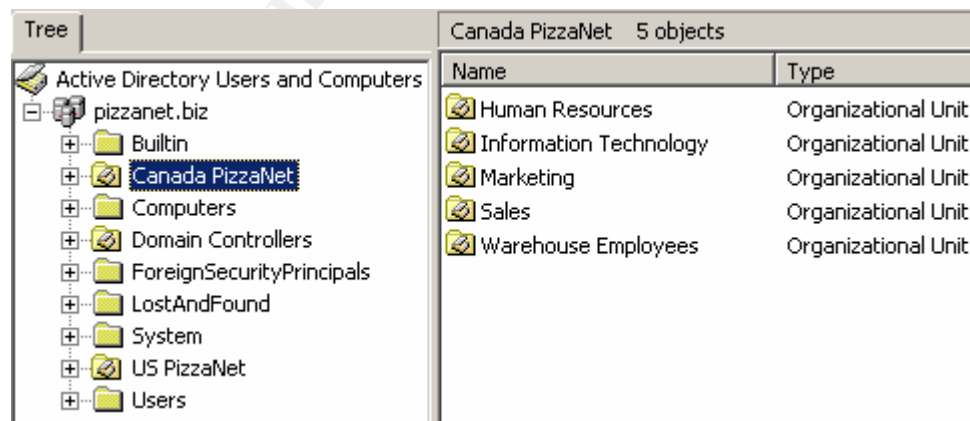 Tree
Active Directory Users and Computers
pizzanet.biz
Builtin
Canada PizzaNet
Computers
Domain Controllers
ForeignSecurityPrincipals
LostAndFound
System
US PizzaNet
Users
Canada PizzaNet 5 objects
Name Type
Human Resources Organizational Unit
Information Technology Organizational Unit
Marketing Organizational Unit
Sales Organizational Unit
Warehouse Employees Organizational Unit